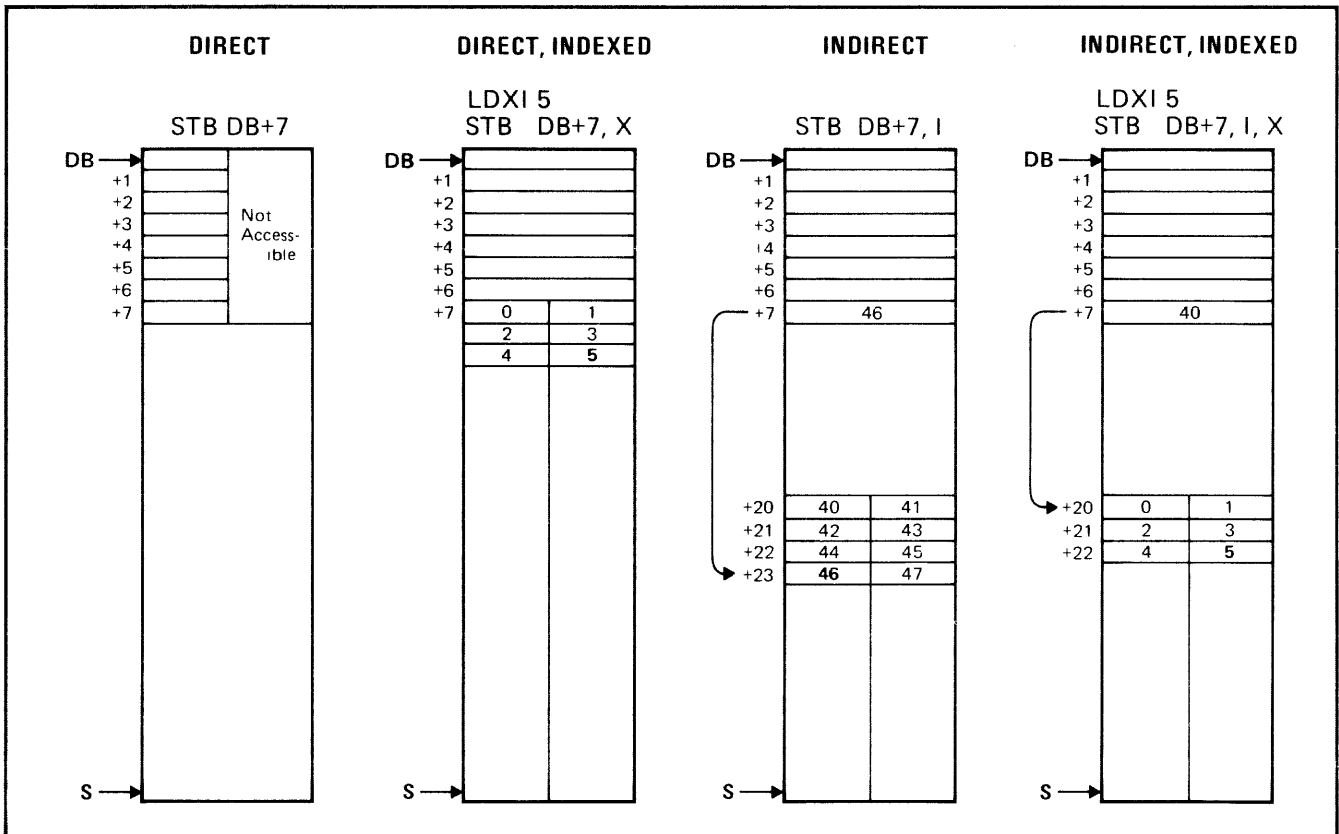 DIRECT
STB DB+7
DB
+1
+2
+3
+4
+5
+6
+7
Not
Access-
ible
S
DIRECT, INDEXED
LDXI 5
STB DB+7, X
DB
+1
+2
+3
+4
+5
+6
+7
0 1
2 3
4 5
S
INDIRECT
STB DB+7, I
DB
+1
+2
+3
+4
+5
+6
+7 46
+20 40 41
+21 42 43
+22 44 45
+23 46 47
S
INDIRECT, INDEXED
LDXI 5
STB DB+7, I, X
DB
+1
+2
+3
+4
+5
+6
+7 40
+20 0 1
+21 2 3
+22 4 5
S